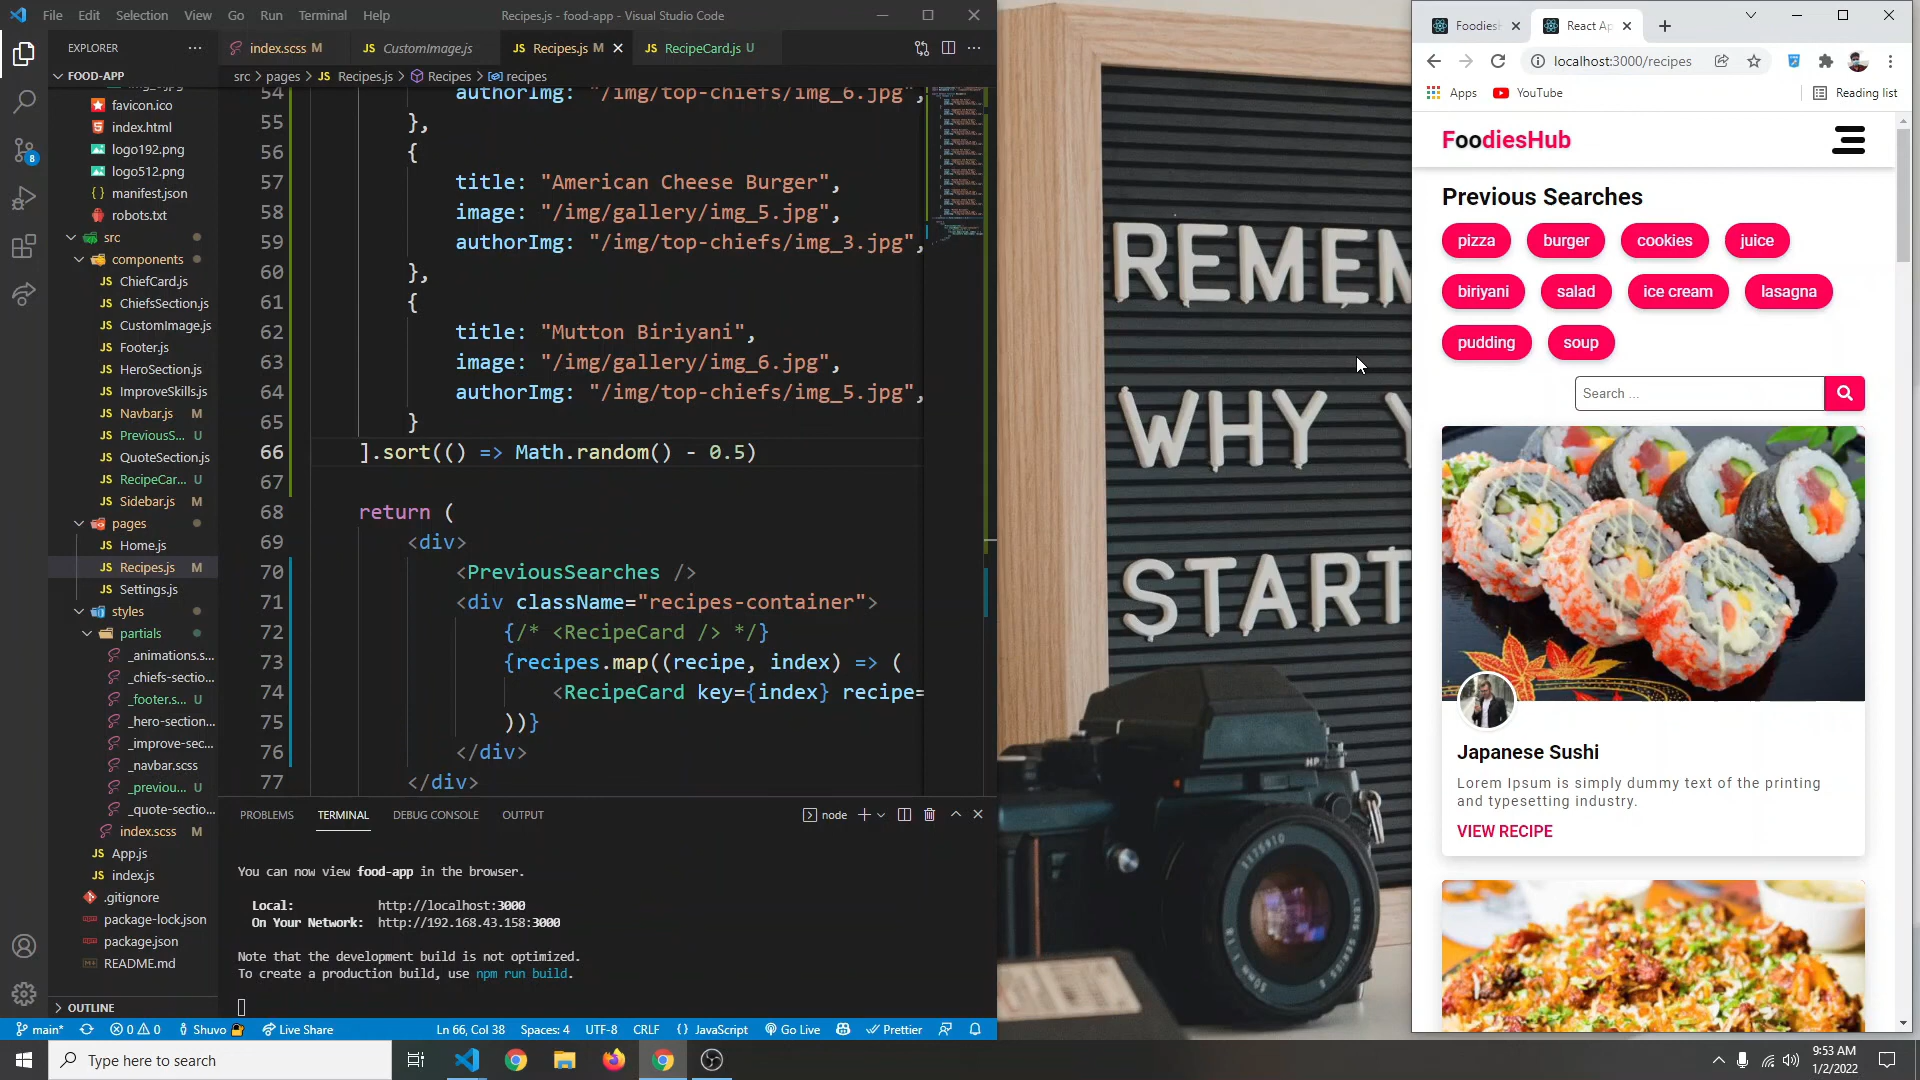 File Edit Selection View Go Run Terminal Help
Recipes.js - food-app - Visual Studio Code
EXPLORER
FOOD-APP
favicon.ico
index.html
logo192.png
logo512.png
manifest.json
robots.txt
src
components
ChiefCard.js
ChiefsSection.js
CustomImage.js
Footer.js
HeroSection.js
ImproveSkills.js
Navbar.js M
PreviousS... U
QuoteSection.js
RecipeCar... U
Sidebar.js M
pages
Home.js
Recipes.js M
Settings.js
styles
partials
_animations.s...
_chiefs-sectio...
_footer.s... U
_hero-section...
_improve-sec...
_navbar.scss
_previou... U
_quote-sectio...
index.scss M
App.js
index.js
.gitignore
package-lock.json
package.json
README.md
OUTLINE
index.scss M CustomImage.js Recipes.js M RecipeCard.js U
src > pages > JS Recipes.js > Recipes > recipes
54 authorImg: "/img/top-chiefs/img_6.jpg",
55 },
56 {
57 title: "American Cheese Burger",
58 image: "/img/gallery/img_5.jpg",
59 authorImg: "/img/top-chiefs/img_3.jpg",
60 },
61 {
62 title: "Mutton Biriyani",
63 image: "/img/gallery/img_6.jpg",
64 authorImg: "/img/top-chiefs/img_5.jpg",
65 }
66 ].sort(() => Math.random() - 0.5)
67
68 return (
69 <div>
70 <PreviousSearches />
71 <div className="recipes-container">
72 {/* <RecipeCard /> */}
73 {recipes.map((recipe, index) => (
74 <RecipeCard key={index} recipe=
75 ))}
76 </div>
77 </div>
PROBLEMS TERMINAL DEBUG CONSOLE OUTPUT
node
You can now view food-app in the browser.
Local: http://localhost:3000
On Your Network: http://192.168.43.158:3000
Note that the development build is not optimized.
To create a production build, use npm run build.
main* 0 0 Shuvo Live Share
Ln 66, Col 38 Spaces: 4 UTF-8 CRLF {} JavaScript Go Live Prettier
REMEM
WHY Y
START
Foodies React Ap
localhost:3000/recipes
Apps YouTube Reading list
FoodiesHub
Previous Searches
pizza burger cookies juice
biriyani salad ice cream lasagna
pudding soup
Search ...
Japanese Sushi
Lorem Ipsum is simply dummy text of the printing
and typesetting industry.
VIEW RECIPE
Type here to search
9:53 AM
1/2/2022